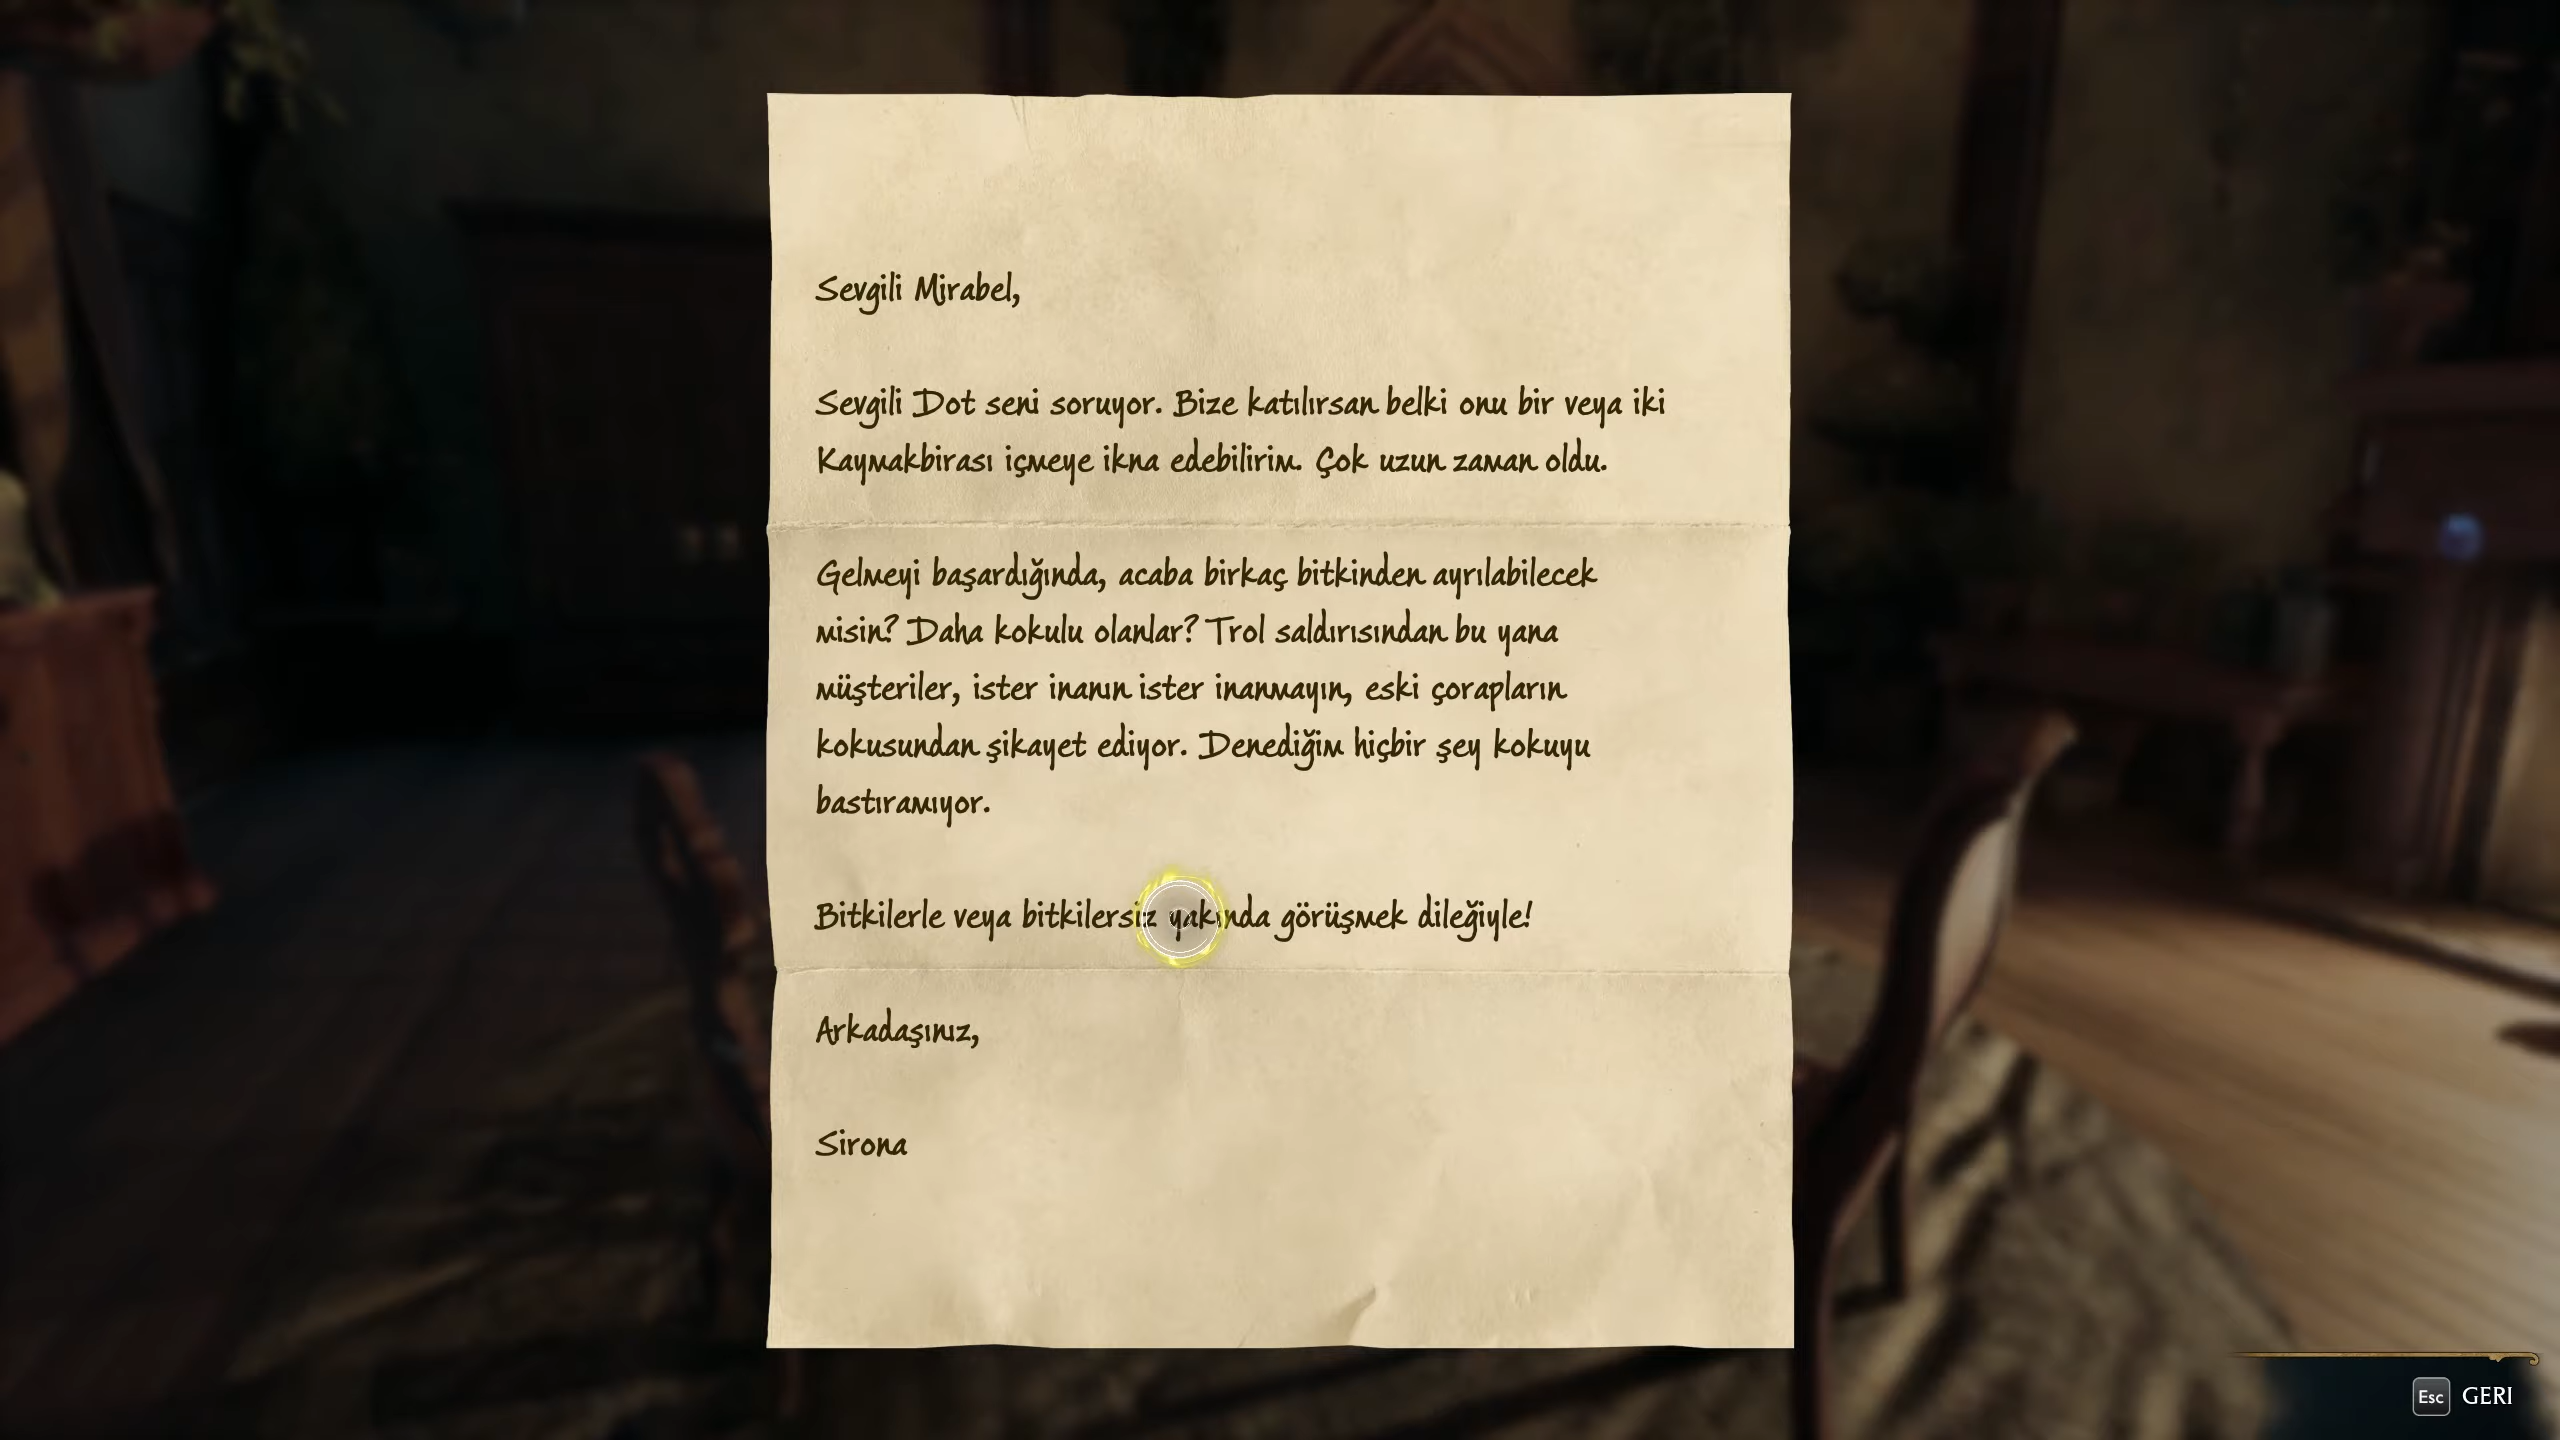 Sevgili Mirabel,
Sevgili Dot seni soruyor. Bize katılırsan belki onu bir veya iki
Kaymakbirası içmeye ikna edebilirim. Çok uzun zaman oldu.
Gelmeyi başardığında, acaba birkaç bitkinden ayrılabilecek
misin? Daha kokulu olanlar? Trol saldırısından bu yana
müşteriler, ister inanın ister inanmayın, eski çorapların
kokusundan şikayet ediyor. Denediğim hiçbir şey kokuyu
bastıramıyor.
Bitkilerle veya bitkilersiz yakında görüşmek dileğiyle!
Arkadaşınız,
Sirona
Esc GERI